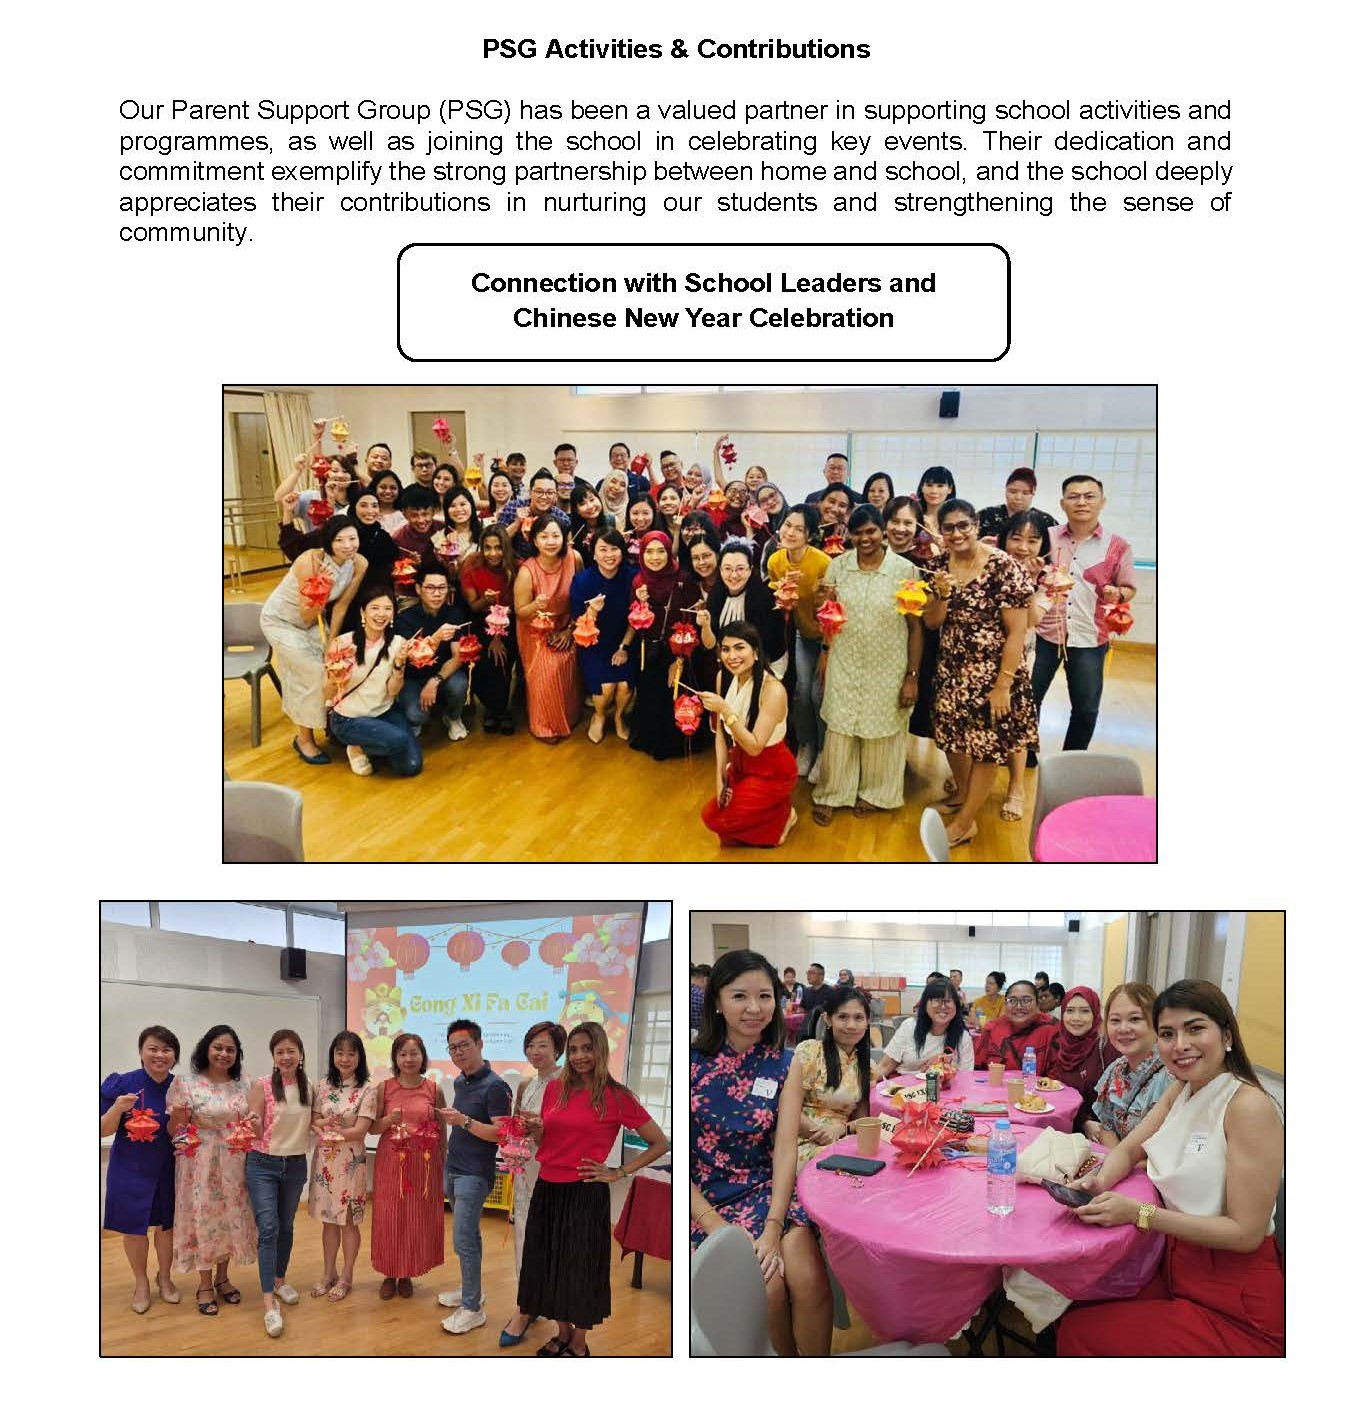 PSG Activities & Contributions
Our Parent Support Group (PSG) has been a valued partner in supporting school activities and
programmes, as well as joining the school in celebrating key events. Their dedication and
commitment exemplify the strong partnership between home and school, and the school deeply
appreciates their contributions in nurturing our students and strengthening the sense of
community.
Connection with School Leaders and
Chinese New Year Celebration
Gong Xi Fa Cai